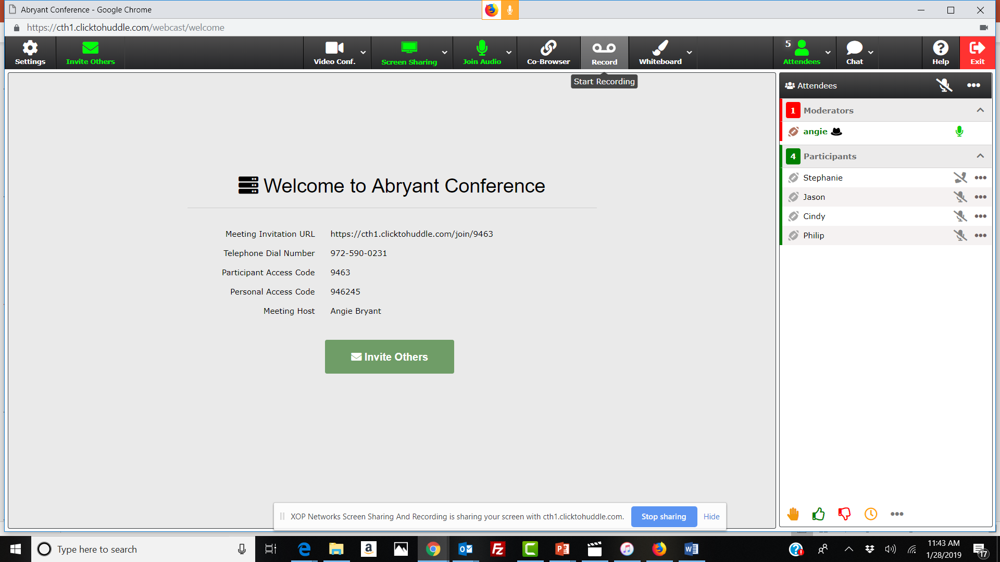 Abryant Conference - Google Chrome
https://cth1.clicktohuddle.com/webcast/welcome
Settings
Invite Others
Video Conf.
Screen Sharing
Join Audio
Co-Browser
Record
Whiteboard
5
Attendees
Chat
Help
Exit
Start Recording
Attendees
1 Moderators
angie
4 Participants
Stephanie
Jason
Cindy
Philip
Welcome to Abryant Conference
Meeting Invitation URL https://cth1.clicktohuddle.com/join/9463
Telephone Dial Number 972-590-0231
Participant Access Code 9463
Personal Access Code 946245
Meeting Host Angie Bryant
Invite Others
XOP Networks Screen Sharing And Recording is sharing your screen with cth1.clicktohuddle.com. Stop sharing Hide
Type here to search
11:43 AM
1/28/2019
17